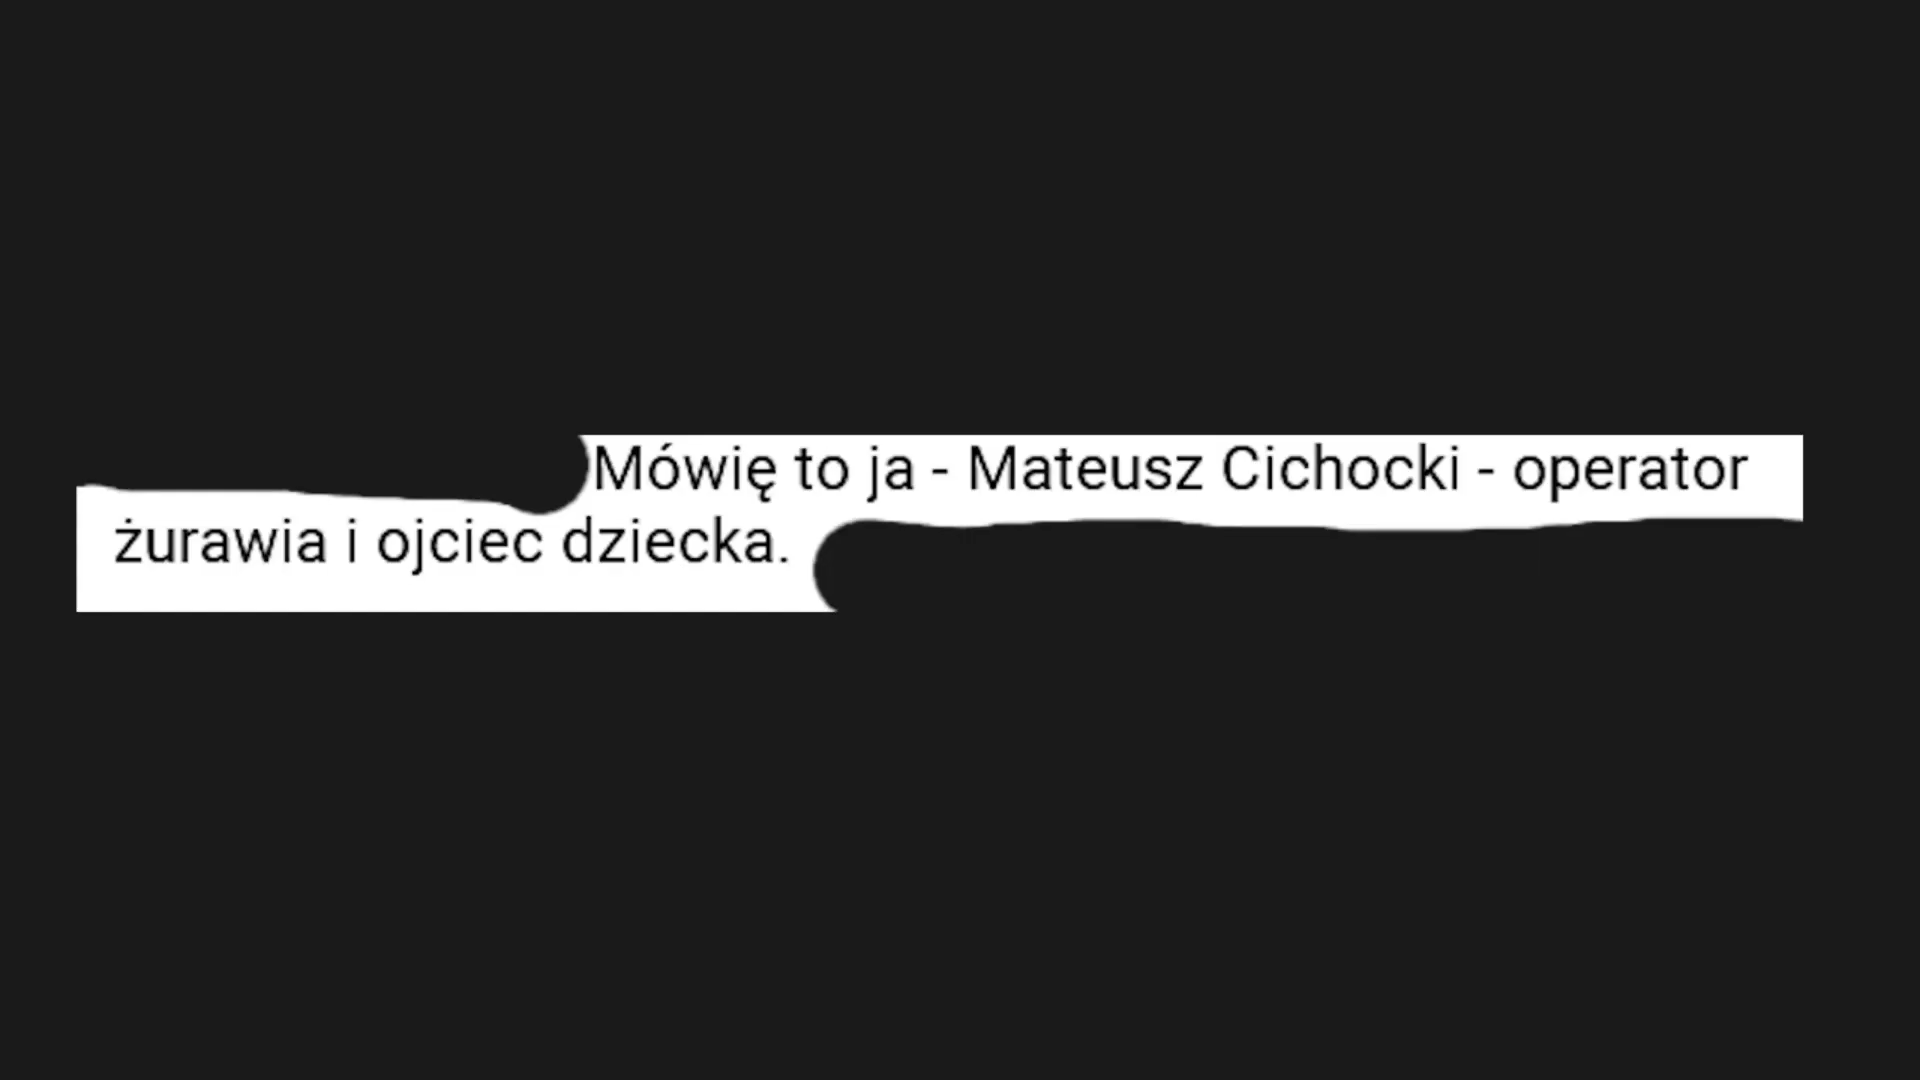 Mówię to ja - Mateusz Cichocki - operator
żurawia i ojciec dziecka.